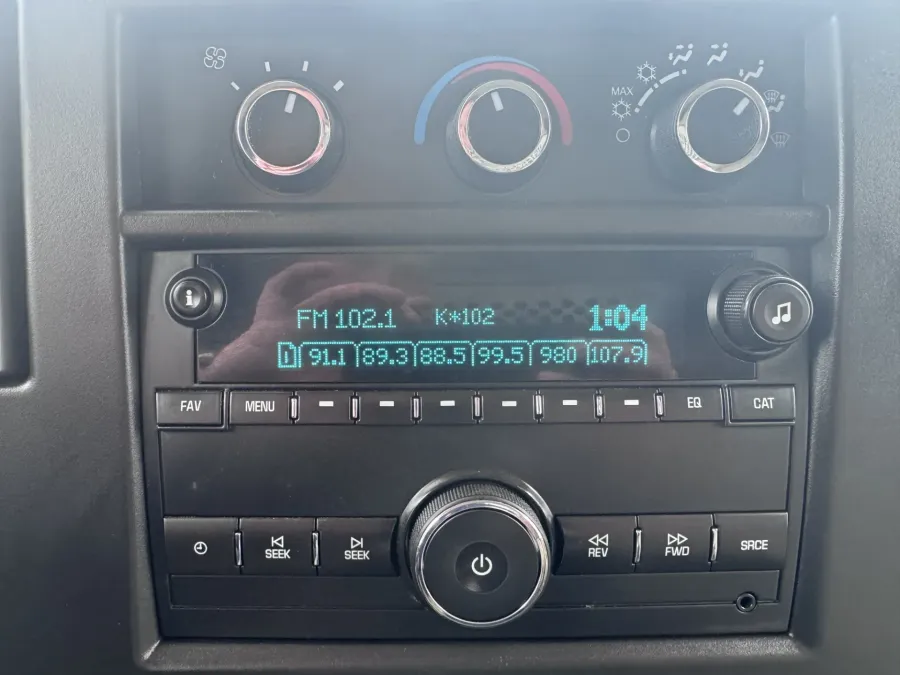 MAX
i
FM 102.1 K*102 1:04
1 91.1 89.3 88.5 99.5 980 107.9
FAV MENU EQ CAT
SEEK SEEK REV FWD SRCE